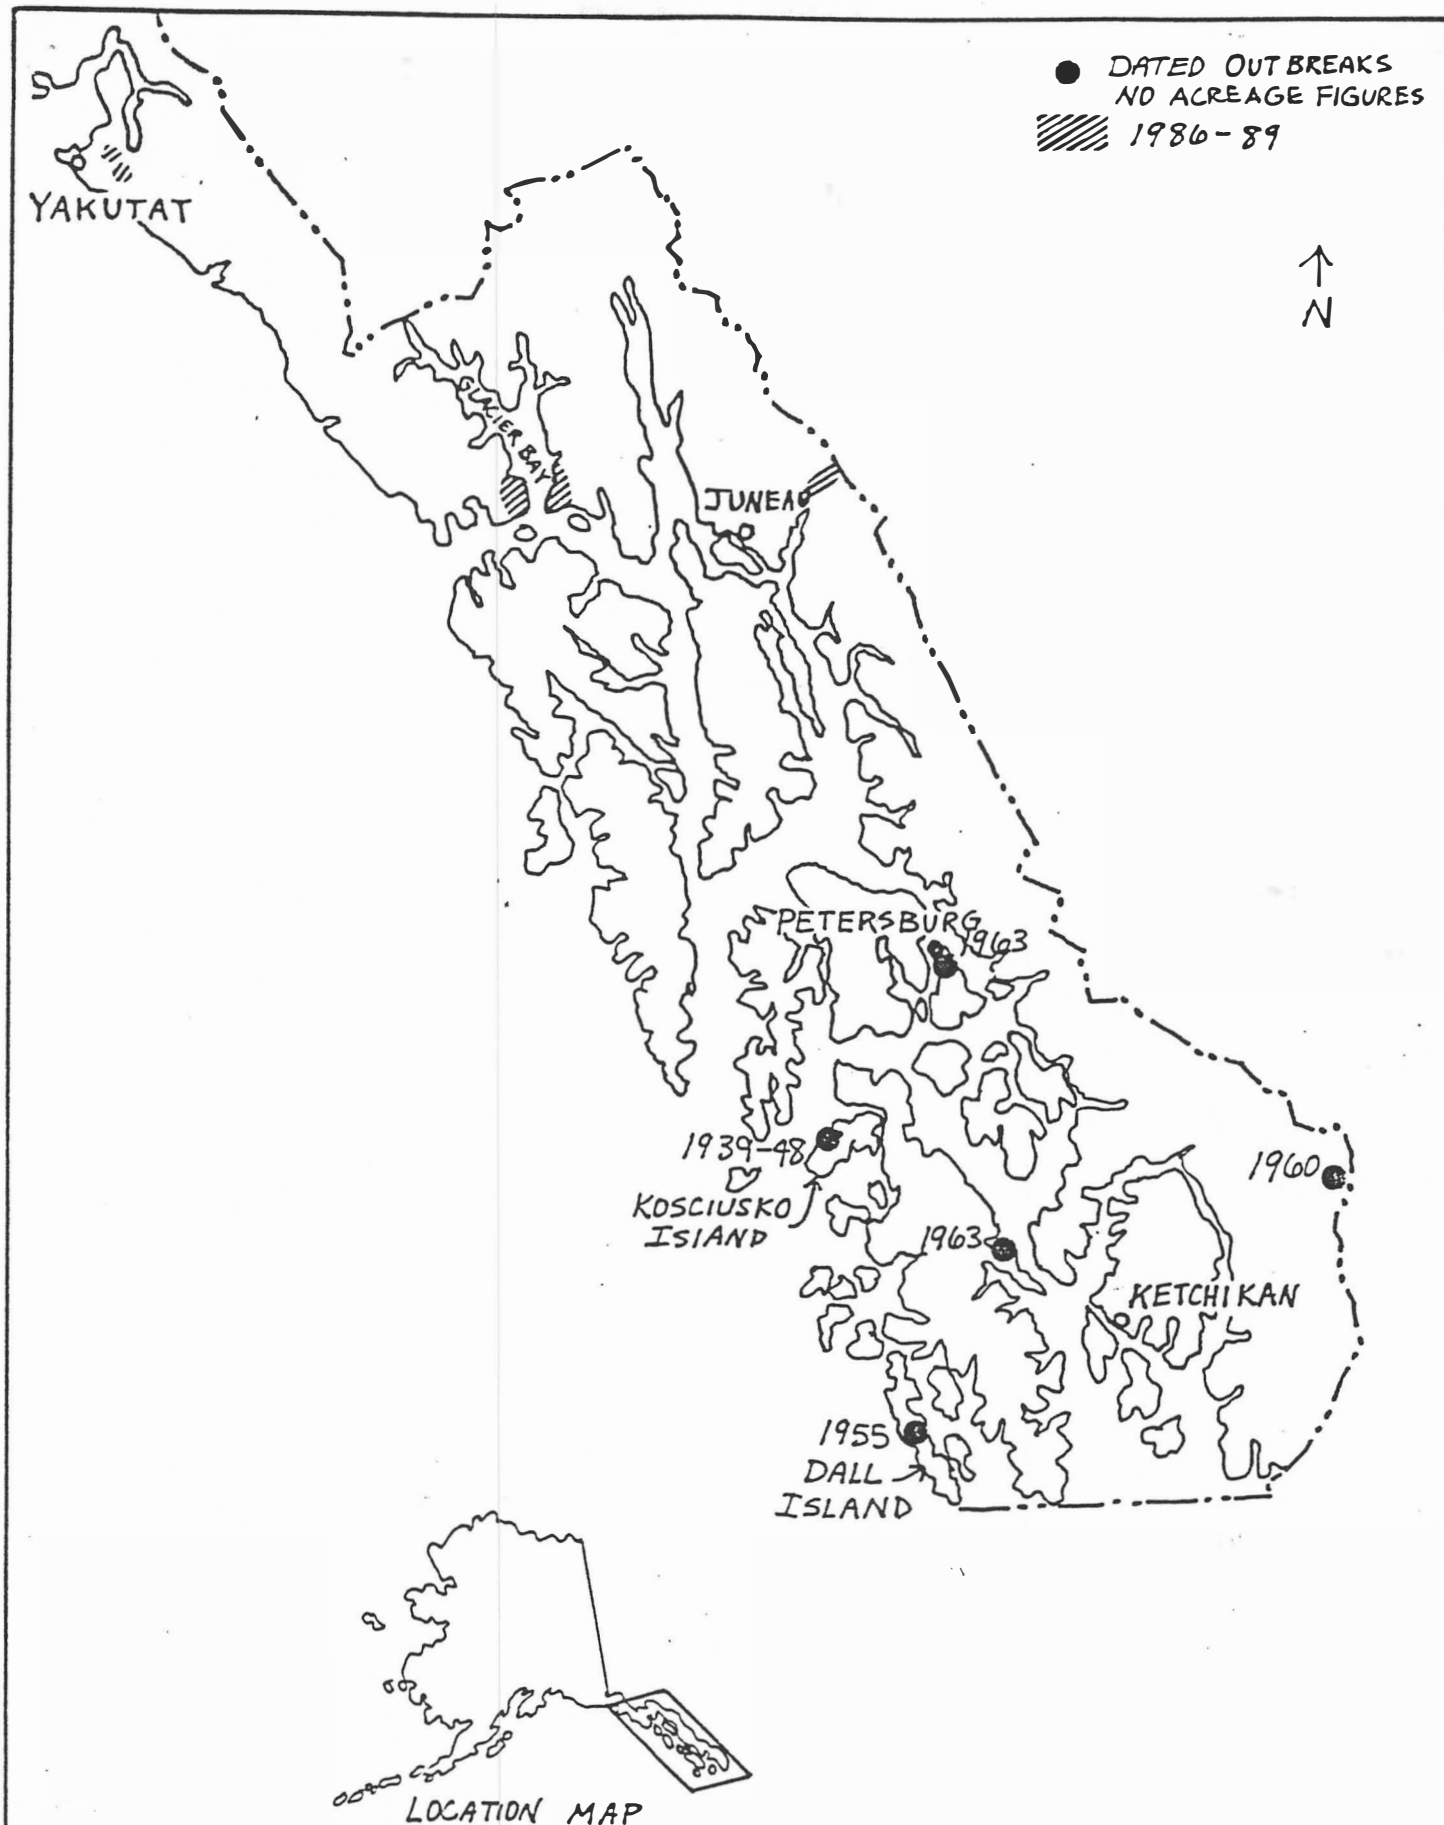 DATED OUTBREAKS
NO ACREAGE FIGURES
1986-89
YAKUTAT
N
GLACIER BAY
JUNEAU
PETERSBURG
1963
1939-48
KOSCIUSKO
ISLAND
1960
1963
KETCHIKAN
1955
DALL
ISLAND
LOCATION MAP